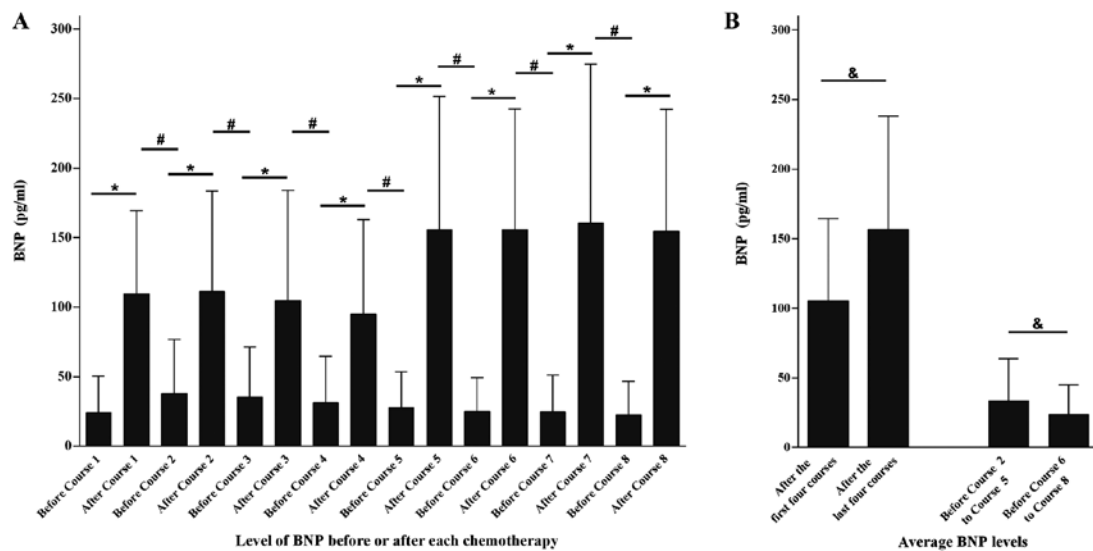 A
300
250
200
150
100
50
0
BNP (pg/ml)
*
#
*
#
*
#
*
#
*
#
*
#
*
#
*
Before Course 1
After Course 1
Before Course 2
After Course 2
Before Course 3
After Course 3
Before Course 4
After Course 4
Before Course 5
After Course 5
Before Course 6
After Course 6
Before Course 7
After Course 7
Before Course 8
After Course 8
Level of BNP before or after each chemotherapy
B
300
250
200
150
100
50
0
BNP (pg/ml)
&
&
After the
first four courses
After the
last four courses
Before Course 2
to Course 5
Before Course 6
to Course 8
Average BNP levels